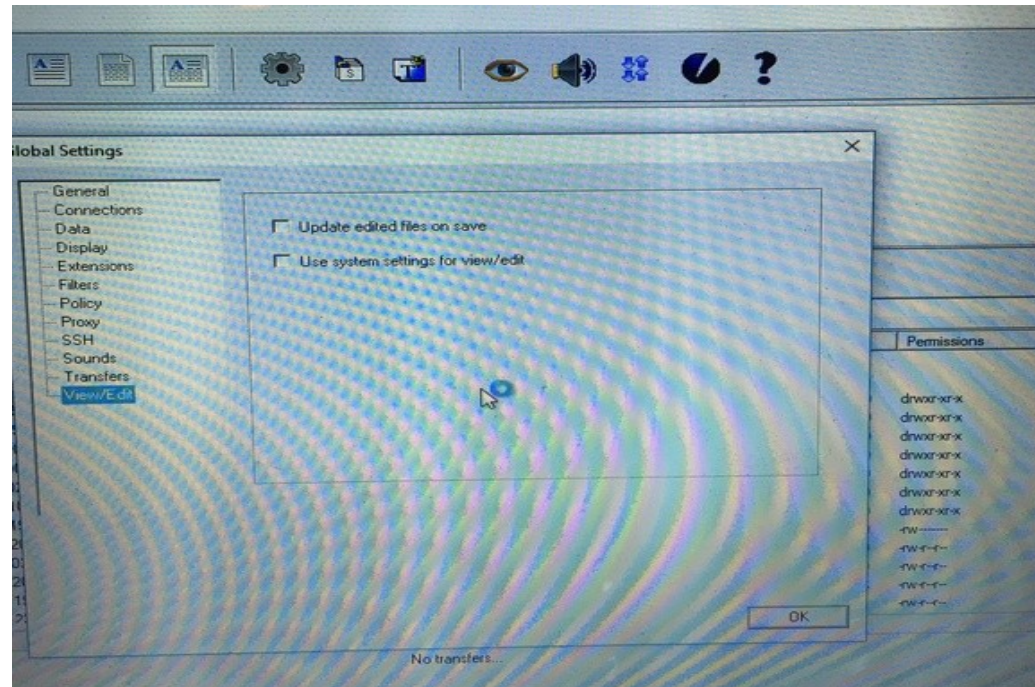 Global Settings
General
Connections
Data
Display
Extensions
Filters
Policy
Proxy
SSH
Sounds
Transfers
View/Edit
Update edited files on save
Use system settings for view/edit
OK
Permissions
drwxr-xr-x
drwxr-xr-x
drwxr-xr-x
drwxr-xr-x
drwxr-xr-x
drwxr-xr-x
drwxr-xr-x
-rw-------
-rw-r--r--
-rw-r--r--
-rw-r--r--
-rw-r--r--
No transfers...